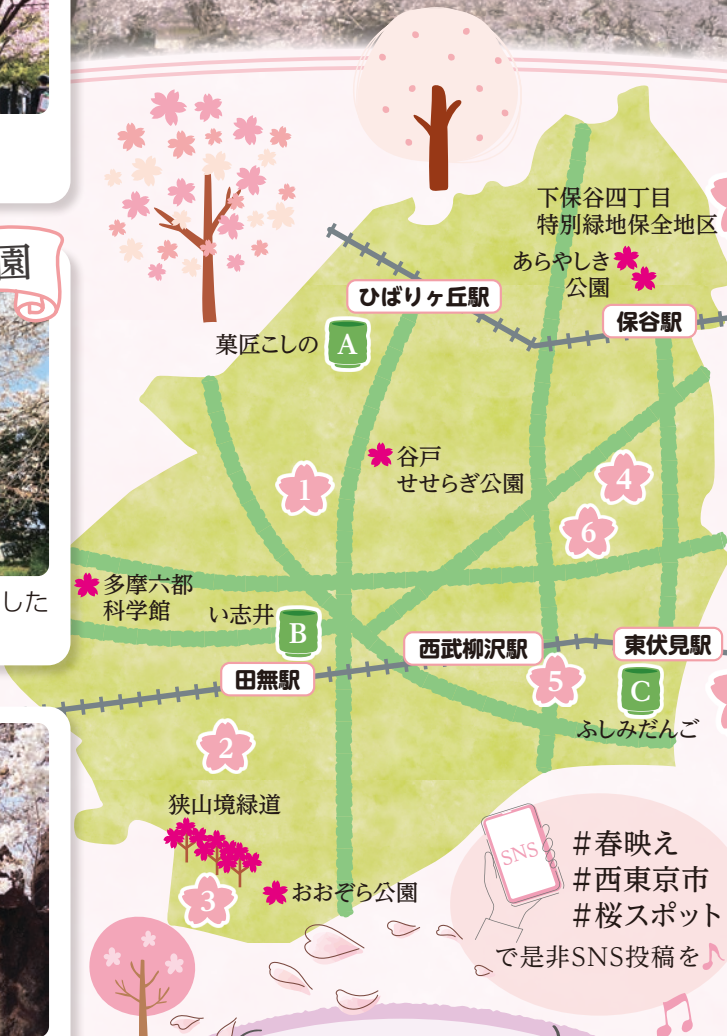 園
した
下保谷四丁目
特別緑地保全地区
あらやしき
公園
ひばりヶ丘駅
保谷駅
菓匠こしの
A
谷戸
せせらぎ公園
1
4
6
多摩六都
科学館
い志井
B
西武柳沢駅
東伏見駅
田無駅
5
C
ふしみだんご
2
狭山境緑道
3
おおぞら公園
SNS
#春映え
#西東京市
#桜スポット
で是非SNS投稿を♪